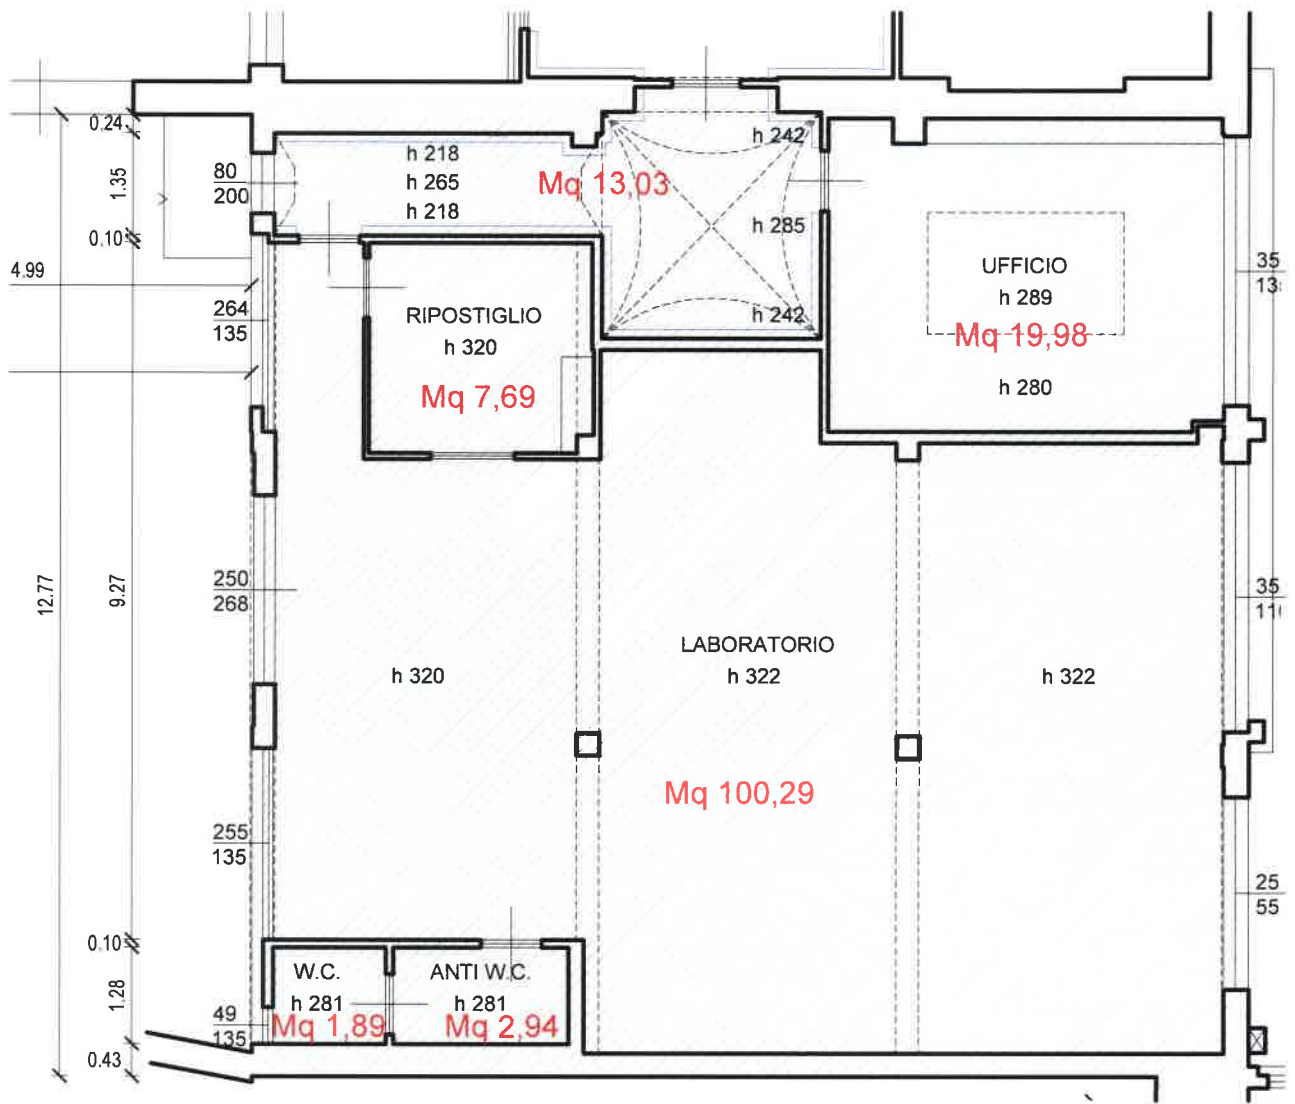 0.24
h 242
h 218
80
200
h 265
Mq 13,03
1.35
h 218
h 285
0.10
4.99
UFFICIO
35
264
135
RIPOSTIGLIO
h 289
h 320
h 242
Mq 19,98
Mq 7,69
h 280
250
268
12.77
9.27
35
LABORATORIO
h 320
h 322
h 322
Mq 100,29
255
135
25
55
0.10
W.C.
ANTI W.C.
h 281
h 281
1.28
49
135
Mq 1,89
Mq 2,94
0.43